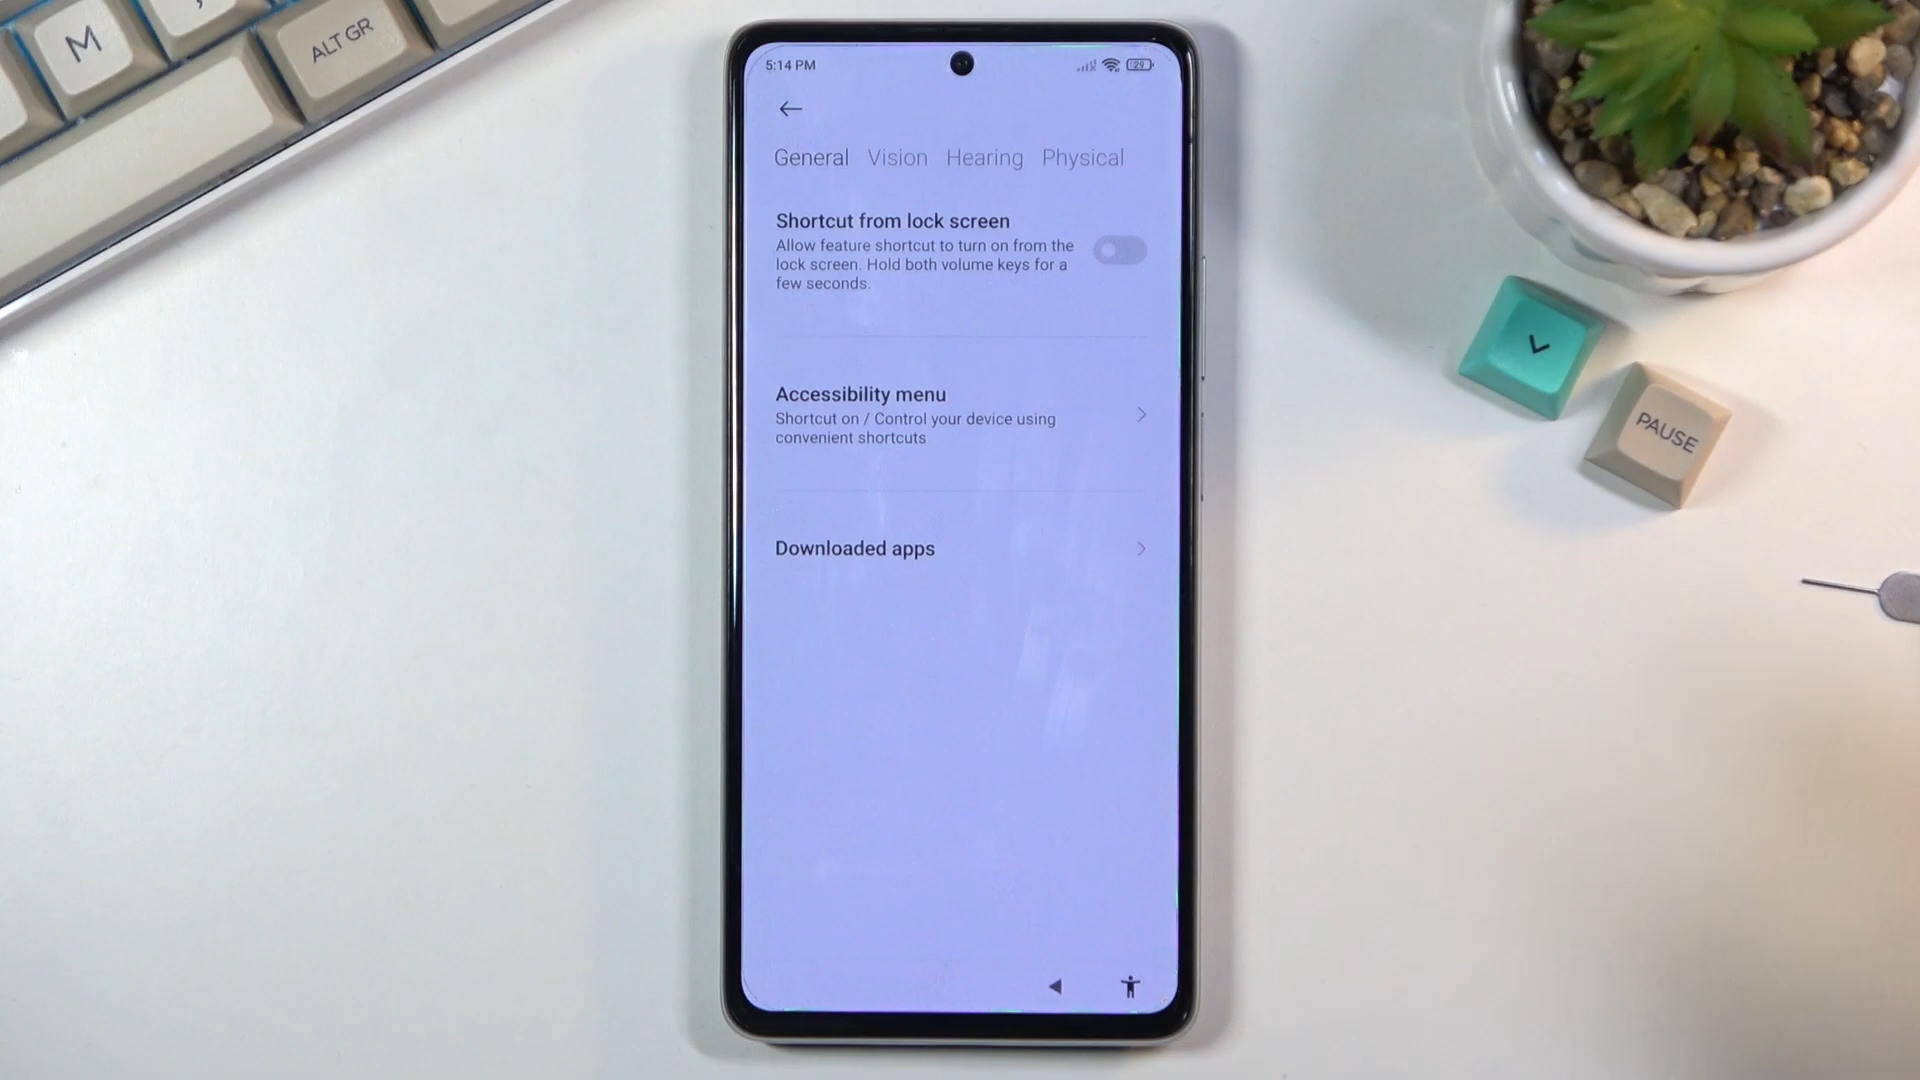 M
ALT GR
5:14 PM
29
General Vision Hearing Physical
Shortcut from lock screen
Allow feature shortcut to turn on from the
lock screen. Hold both volume keys for a
few seconds.
Accessibility menu
Shortcut on / Control your device using
convenient shortcuts
Downloaded apps
PAUSE